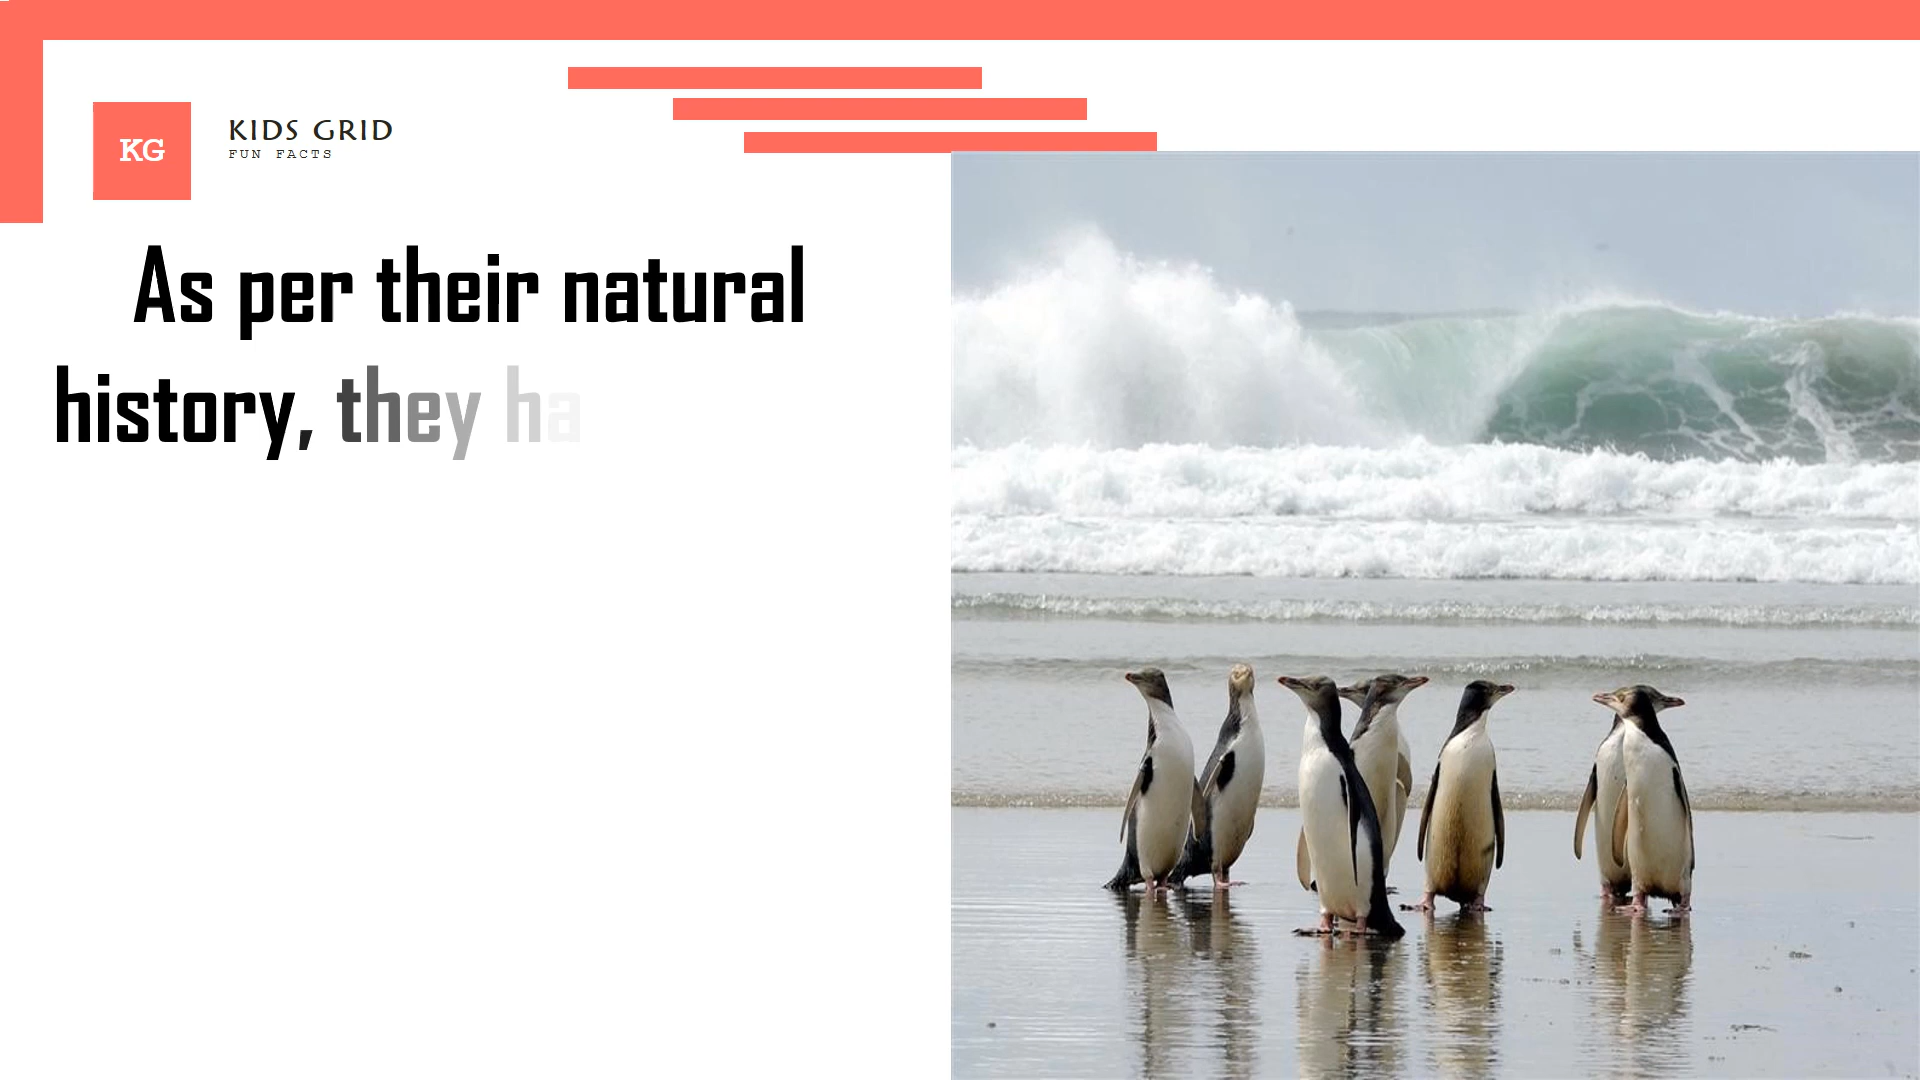 KG
KIDS GRID
FUN FACTS
As per their natural
history, they ha